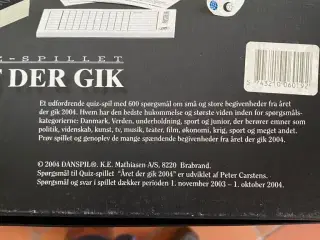 Z-SPILLET
T DER GIK
Et udfordrende quiz-spil med 600 spørgsmål om små og store begivenheder fra året
der gik 2004. Hvem har den bedste hukommelse og størst viden inden for spørgsmåls-
kategorierne: Danmark, Verden, underholdning, sport og junior, der berører emner som
politik, videnskab, kunst, tv, musik, teater, film, økonomi, krig, sport og meget andet.
Prøv spillet og genoplev de mange spændende begivenheder fra året der gik 2004.
© 2004 DANSPIL®. K.E. Mathiasen A/S, 8220 Brabrand.
Spørgsmål til Quiz-spillet "Året der gik 2004" er udviklet af Peter Carstens.
Spørgsmål og svar i spillet dækker perioden 1. november 2003 – 1. oktober 2004.